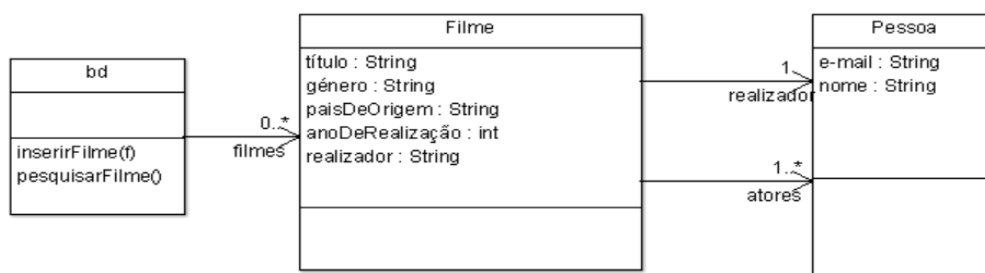 bd
inserirFilme(f)
pesquisarFilme()
0..*
filmes
Filme
título : String
género : String
paisDeOrigem : String
anoDeRealização : int
realizador : String
1
realizador
1..*
atores
Pessoa
e-mail : String
nome : String